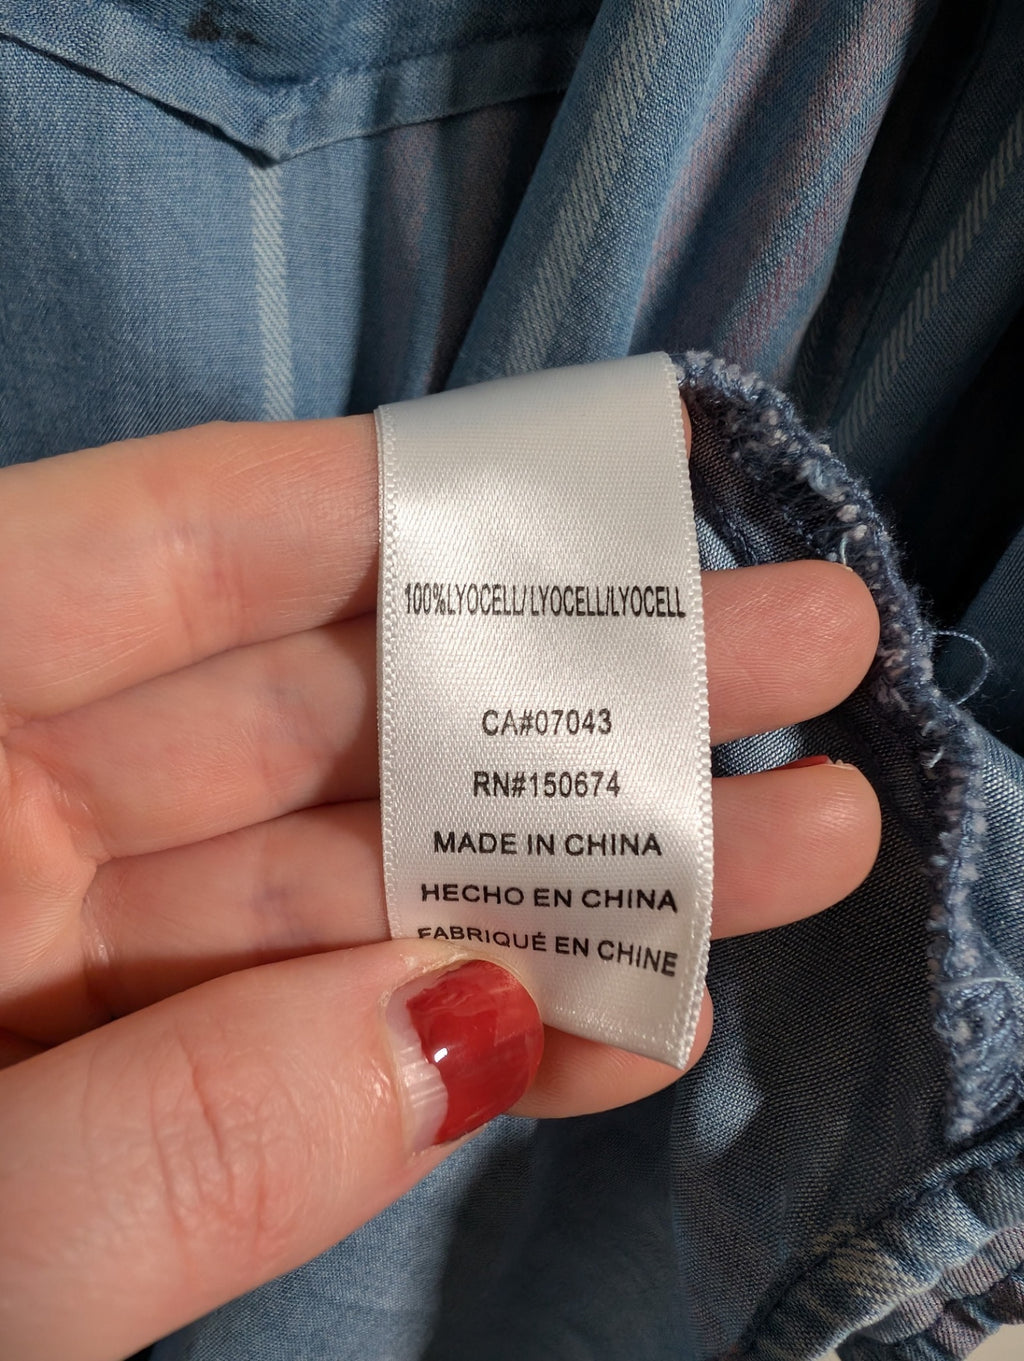 100%LYOCELL/LYOCELL/LYOCELL
CA#07043
RN#150674
MADE IN CHINA
HECHO EN CHINA
FABRIQUÉ EN CHINE